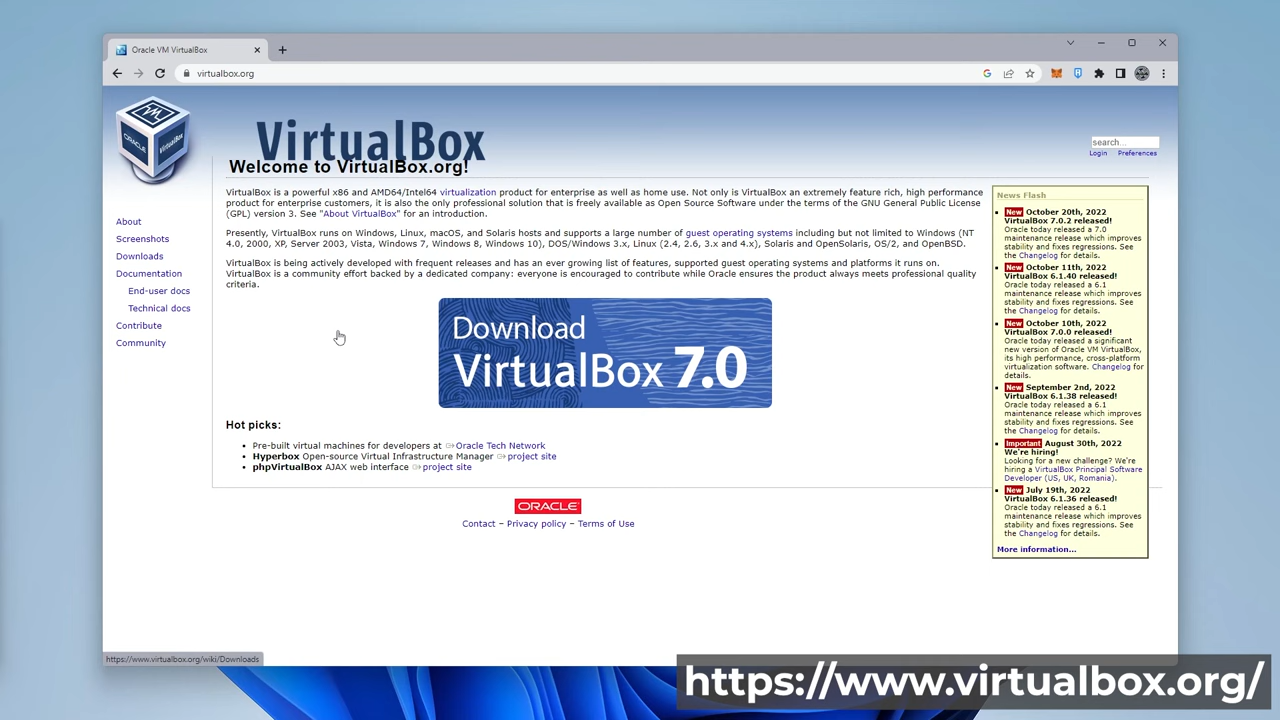 Oracle VM VirtualBox
virtualbox.org
ORACLE
VirtualBox
VirtualBox
search...
Login Preferences
Welcome to VirtualBox.org!
VirtualBox is a powerful x86 and AMD64/Intel64 virtualization product for enterprise as well as home use. Not only is VirtualBox an extremely feature rich, high performance
product for enterprise customers, it is also the only professional solution that is freely available as Open Source Software under the terms of the GNU General Public License
(GPL) version 3. See "About VirtualBox" for an introduction.
Presently, VirtualBox runs on Windows, Linux, macOS, and Solaris hosts and supports a large number of guest operating systems including but not limited to Windows (NT
4.0, 2000, XP, Server 2003, Vista, Windows 7, Windows 8, Windows 10), DOS/Windows 3.x, Linux (2.4, 2.6, 3.x and 4.x), Solaris and OpenSolaris, OS/2, and OpenBSD.
VirtualBox is being actively developed with frequent releases and has an ever growing list of features, supported guest operating systems and platforms it runs on.
VirtualBox is a community effort backed by a dedicated company: everyone is encouraged to contribute while Oracle ensures the product always meets professional quality
criteria.
About
Screenshots
Downloads
Documentation
End-user docs
Technical docs
Contribute
Community
Download
VirtualBox 7.0
Hot picks:
Pre-built virtual machines for developers at Oracle Tech Network
Hyperbox Open-source Virtual Infrastructure Manager project site
phpVirtualBox AJAX web interface project site
ORACLE
Contact – Privacy policy – Terms of Use
News Flash
New October 20th, 2022
VirtualBox 7.0.2 released!
Oracle today released a 7.0
maintenance release which improves
stability and fixes regressions. See
the Changelog for details.
New October 11th, 2022
VirtualBox 6.1.40 released!
Oracle today released a 6.1
maintenance release which improves
stability and fixes regressions. See
the Changelog for details.
New October 10th, 2022
VirtualBox 7.0.0 released!
Oracle today released a significant
new version of Oracle VM VirtualBox,
its high performance, cross-platform
virtualization software. Changelog for
details.
New September 2nd, 2022
VirtualBox 6.1.38 released!
Oracle today released a 6.1
maintenance release which improves
stability and fixes regressions. See
the Changelog for details.
Important August 30th, 2022
We're hiring!
Looking for a new challenge? We're
hiring a VirtualBox Principal Software
Developer (US, UK, Romania).
New July 19th, 2022
VirtualBox 6.1.36 released!
Oracle today released a 6.1
maintenance release which improves
stability and fixes regressions. See
the Changelog for details.
More information...
https://www.virtualbox.org/wiki/Downloads
https://www.virtualbox.org/